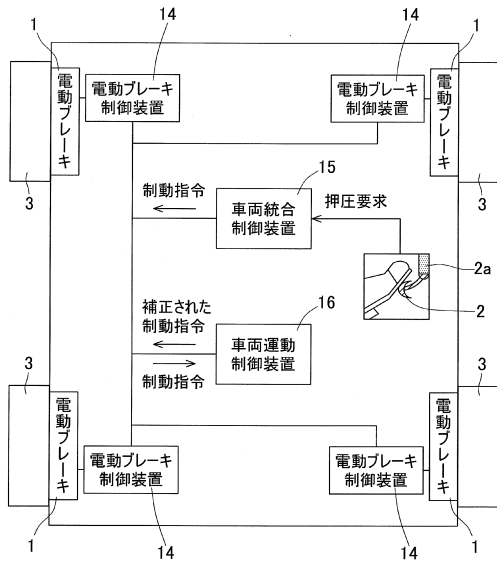 1
14
14
1
電動ブレーキ
電動ブレーキ
制御装置
電動ブレーキ
制御装置
電動ブレーキ
3
3
15
制動指令
車両統合
制御装置
押圧要求
2a
2
16
補正された
制動指令
車両運動
制御装置
制動指令
3
3
電動ブレーキ
電動ブレーキ
制御装置
電動ブレーキ
制御装置
電動ブレーキ
1
14
14
1